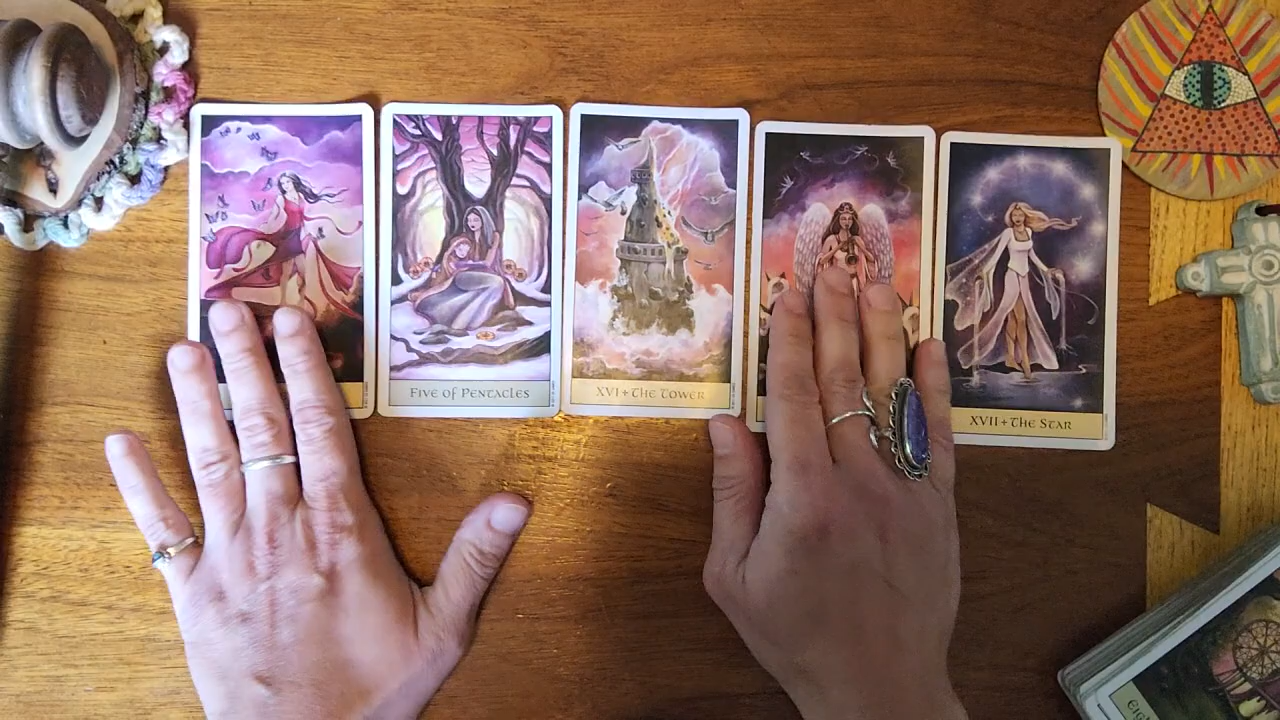 Five of Pentacles
XVI + The Tower
XVII + The Star